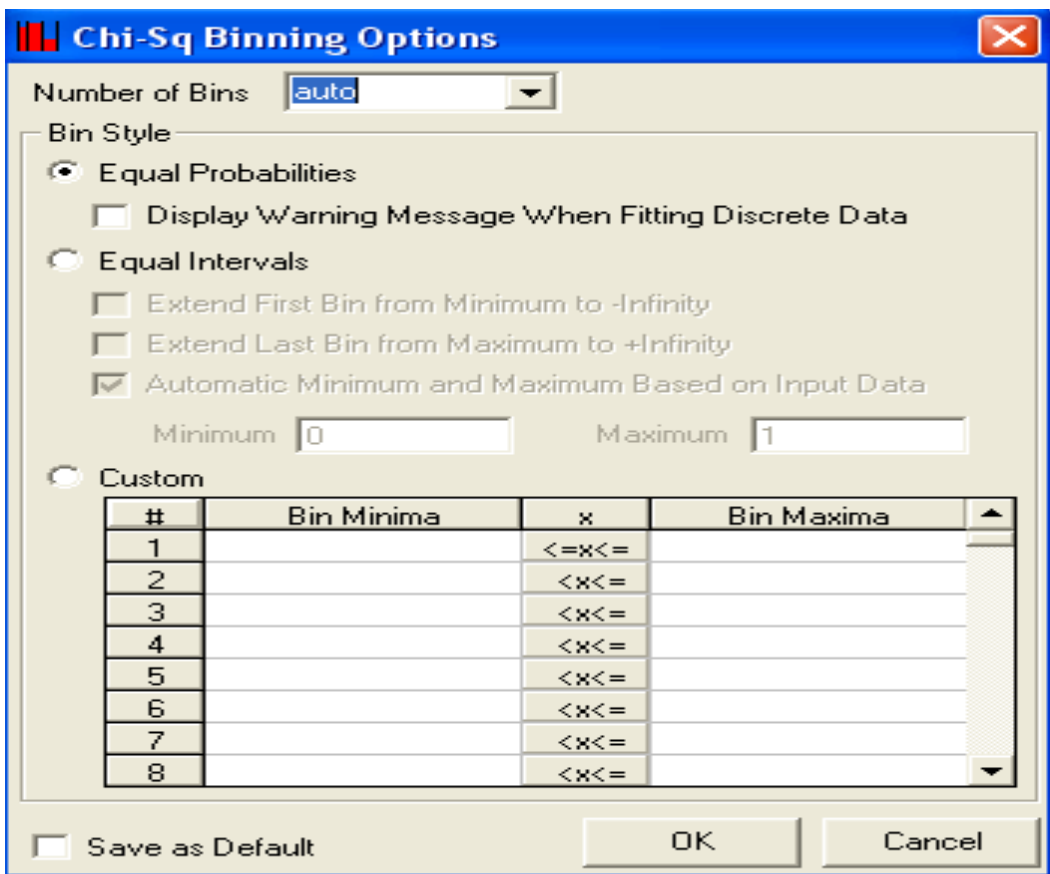 Chi-Sq Binning Options
Number of Bins auto
Bin Style
Equal Probabilities
Display Warning Message When Fitting Discrete Data
Equal Intervals
Extend First Bin from Minimum to -Infinity
Extend Last Bin from Maximum to +Infinity
Automatic Minimum and Maximum Based on Input Data
Minimum 0 Maximum 1
Custom
# Bin Minima x Bin Maxima
1 <=x<=
2 <x<=
3 <x<=
4 <x<=
5 <x<=
6 <x<=
7 <x<=
8 <x<=
Save as Default OK Cancel